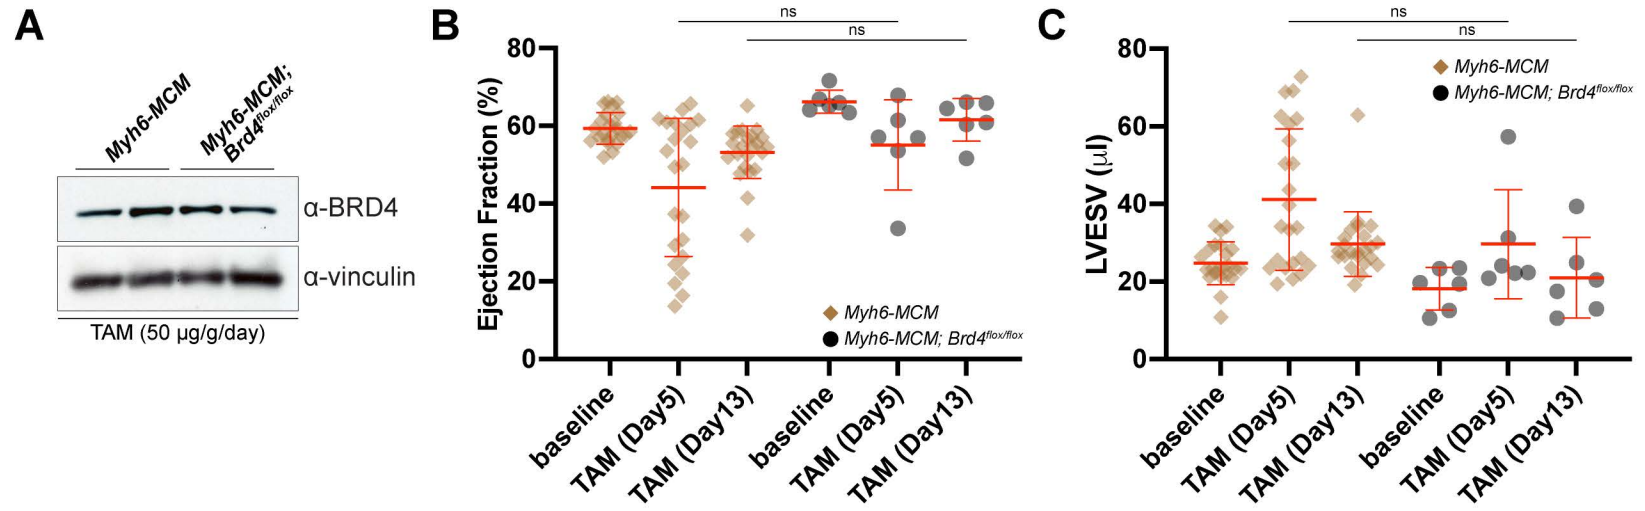 A
Myh6-MCM
Myh6-MCM;
Brd4flox/flox
α-BRD4
α-vinculin
TAM (50 µg/g/day)
B
ns
ns
Ejection Fraction (%)
80
60
40
20
0
Myh6-MCM
Myh6-MCM; Brd4flox/flox
baseline
TAM (Day5)
TAM (Day13)
baseline
TAM (Day5)
TAM (Day13)
C
ns
ns
LVESV (µl)
80
60
40
20
0
Myh6-MCM
Myh6-MCM; Brd4flox/flox
baseline
TAM (Day5)
TAM (Day13)
baseline
TAM (Day5)
TAM (Day13)